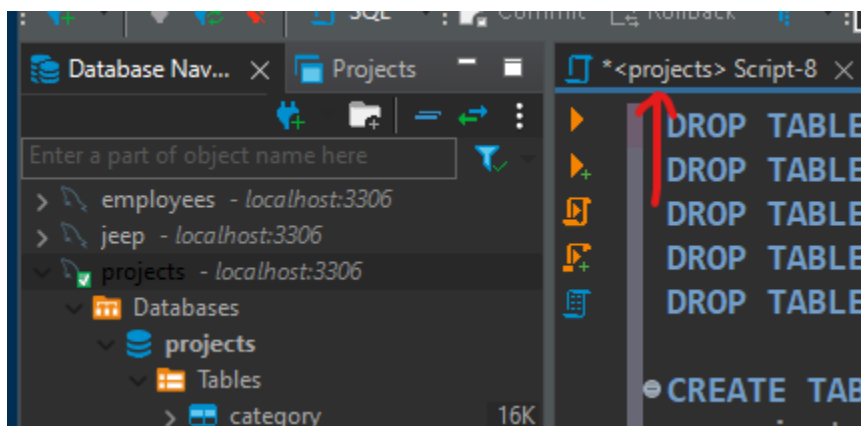 SQL Commit Rollback
Database Nav... Projects
*<projects> Script-8
Enter a part of object name here
employees - localhost:3306
jeep - localhost:3306
projects - localhost:3306
Databases
projects
Tables
category 16K
DROP TABLE
DROP TABLE
DROP TABLE
DROP TABLE
DROP TABLE
CREATE TAB